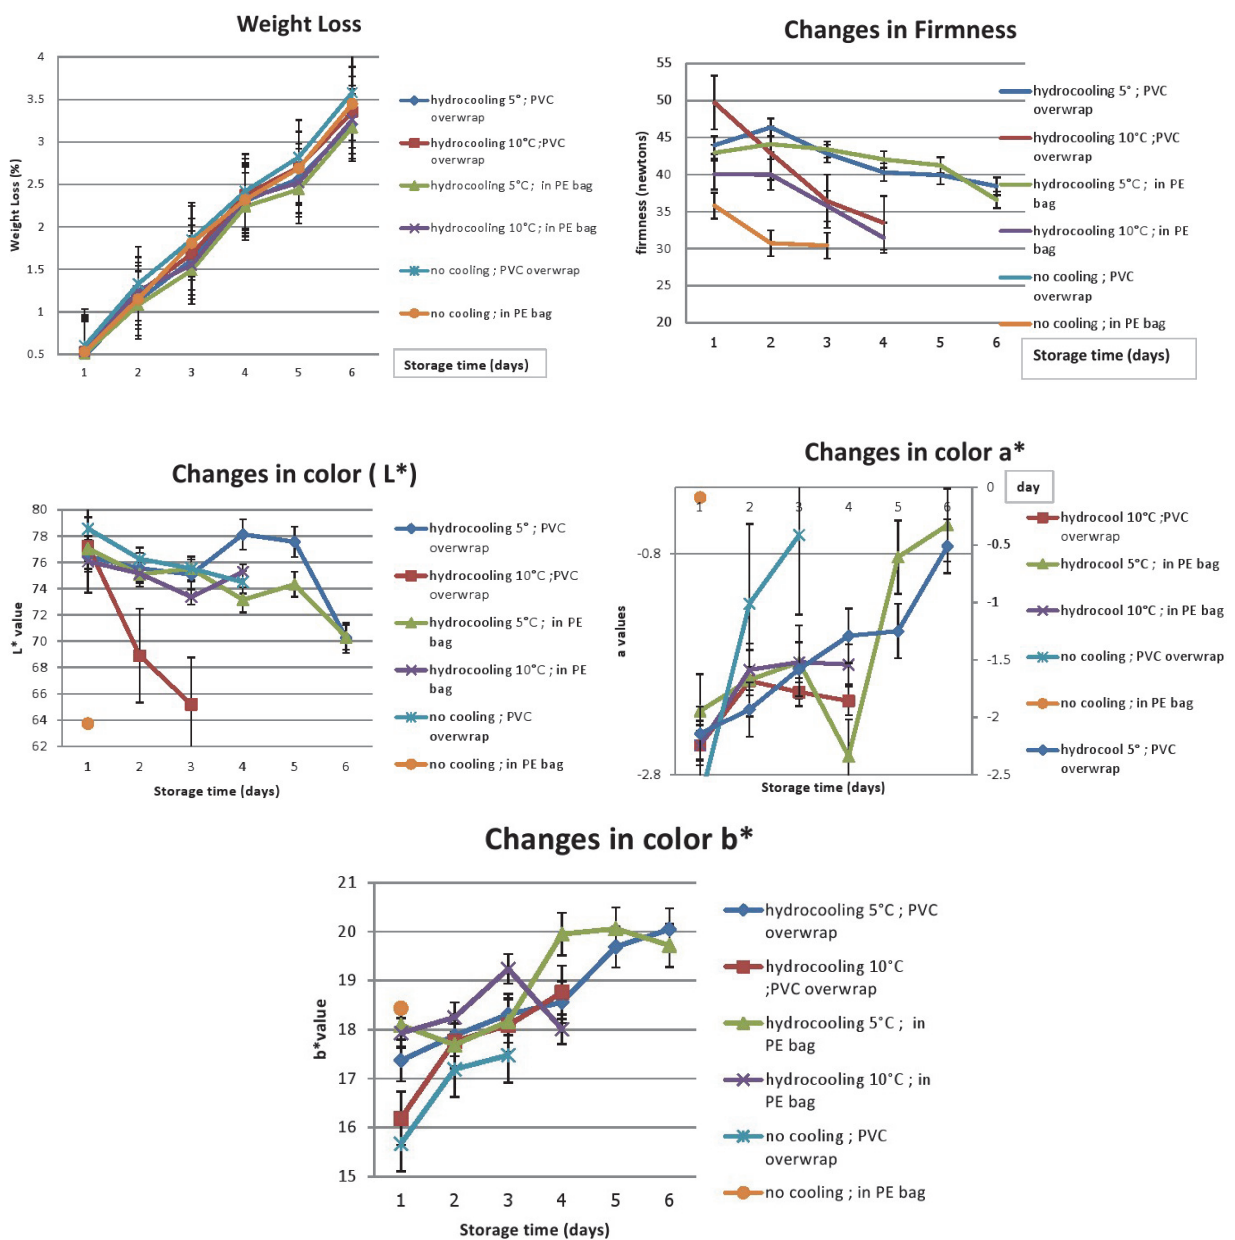 Weight Loss
4
3.5
3
2.5
2
1.5
1
0.5
Weight Loss (%)
1 2 3 4 5 6
Storage time (days)
hydrocooling 5° ; PVC
overwrap
hydrocooling 10°C ;PVC
overwrap
hydrocooling 5°C ; in PE bag
hydrocooling 10°C ; in PE bag
no cooling ; PVC overwrap
no cooling ; in PE bag
Changes in Firmness
55
50
45
40
35
30
25
20
firmness (newtons)
1 2 3 4 5 6
Storage time (days)
hydrocooling 5° ; PVC
overwrap
hydrocooling 10°C ;PVC
overwrap
hydrocooling 5°C ; in PE
bag
hydrocooling 10°C ; in PE
bag
no cooling ; PVC
overwrap
no cooling ; in PE bag
Changes in color ( L*)
80
78
76
74
72
70
68
66
64
62
L* value
1 2 3 4 5 6
Storage time (days)
hydrocooling 5° ; PVC
overwrap
hydrocooling 10°C ;PVC
overwrap
hydrocooling 5°C ; in PE
bag
hydrocooling 10°C ; in PE
bag
no cooling ; PVC
overwrap
no cooling ; in PE bag
Changes in color a*
-0.8
-2.8
a values
1 2 3 4 5 6
0
-0.5
-1
-1.5
-2
-2.5
day
Storage time (days)
hydrocool 10°C ;PVC
overwrap
hydrocool 5°C ; in PE bag
hydrocool 10°C ; in PE bag
no cooling ; PVC overwrap
no cooling ; in PE bag
hydrocool 5° ; PVC
overwrap
Changes in color b*
21
20
19
18
17
16
15
b*value
1 2 3 4 5 6
Storage time (days)
hydrocooling 5°C ; PVC
overwrap
hydrocooling 10°C
;PVC overwrap
hydrocooling 5°C ; in
PE bag
hydrocooling 10°C ; in
PE bag
no cooling ; PVC
overwrap
no cooling ; in PE bag